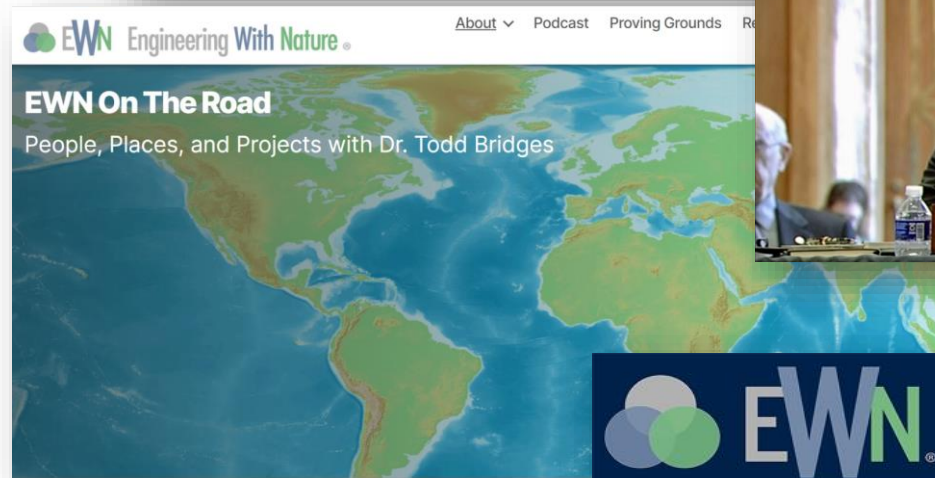 EWN Engineering With Nature ®
About Podcast Proving Grounds
EWN On The Road
People, Places, and Projects with Dr. Todd Bridges
EWN®